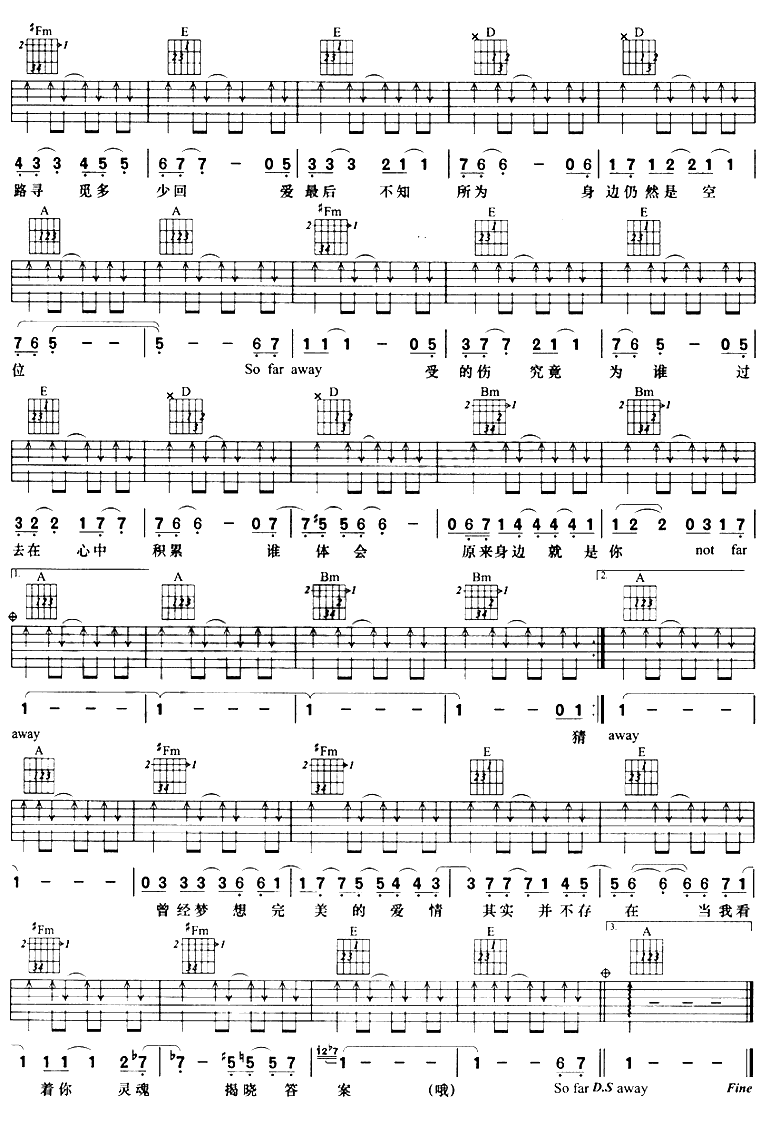 ♯Fm E E D D
4 3 3 4 5 5 | 6 7 7 - 0 5 | 3 3 3 2 1 1 | 7 6 6 - 0 6 | 1 7 1 2 2 1 1
路寻 觅多 少回 爱 最后 不知 所为 身 边仍然是 空
A A ♯Fm E E
7 6 5 - - | 5 - - 6 7 | 1 1 1 - 0 5 | 3 7 7 2 1 1 | 7 6 5 - 0 5
位 So far away 受 的伤 究竟 为 谁 过
E D D Bm Bm
3 2 2 1 7 7 | 7 6 6 - 0 7 | 7 ♯5 5 6 6 - | 0 6 7 1 4 4 4 4 1 | 1 2 2 0 3 1 7
去在 心中 积累 谁 体 会 原来身边 就 是 你 not far
1. A A Bm Bm 2. A
1 - - - | 1 - - - | 1 - - - | 1 - - 0 1 :‖ 1 - - -
away 猜 away
A ♯Fm ♯Fm E E
1 - - - | 0 3 3 3 3 6 6 6 1 | 1 7 7 5 5 4 4 3 | 3 7 7 7 1 4 5 | 5 6 6 6 6 7 1
曾经梦 想 完 美 的 爱 情 其实 并不存 在 当我看
♯Fm ♯Fm E E 3. A
1 1 1 1 2 ♭7 | ♭7 - ♯5 ♮5 5 7 | 1 2 ♭7 1 - - | 1 - - 6 7 ‖ 1 - - -
着你 灵魂 揭晓 答 案 (哦) So far D.S away Fine